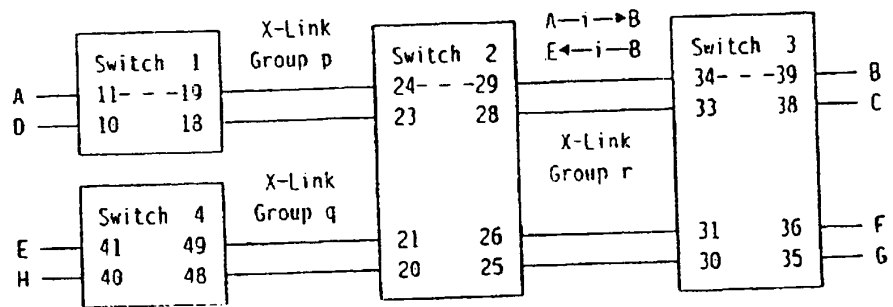 X-Link
Group p
A—i—►B
E◄—i—B
Switch 1
11- - -19
10 18
A
D
Switch 2
24- - -29
23 28
21 26
20 25
Switch 3
34- - -39
33 38
31 36
30 35
B
C
F
G
X-Link
Group r
X-Link
Group q
Switch 4
41 49
40 48
E
H